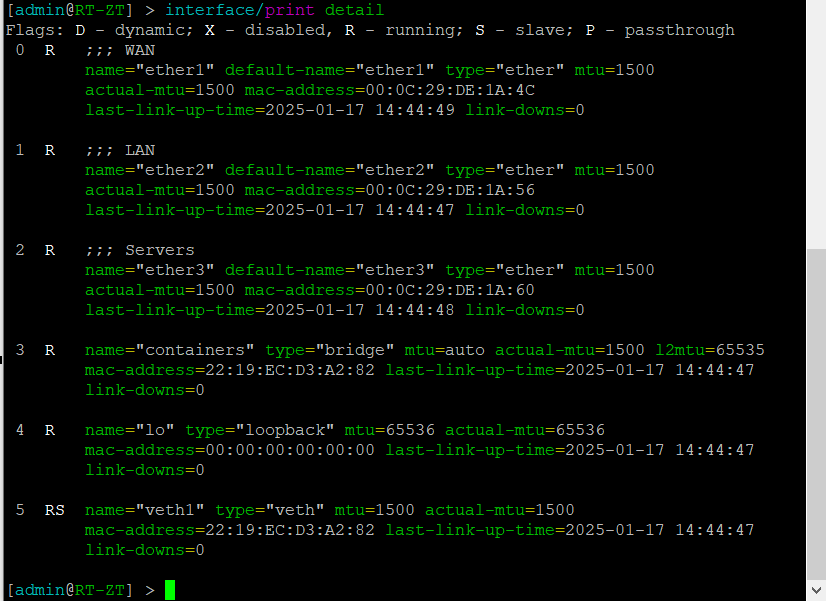 [admin@RT-ZT] > interface/print detail
Flags: D - dynamic; X - disabled, R - running; S - slave; P - passthrough
 0  R   ;;; WAN
        name="ether1" default-name="ether1" type="ether" mtu=1500
        actual-mtu=1500 mac-address=00:0C:29:DE:1A:4C
        last-link-up-time=2025-01-17 14:44:49 link-downs=0
 1  R   ;;; LAN
        name="ether2" default-name="ether2" type="ether" mtu=1500
        actual-mtu=1500 mac-address=00:0C:29:DE:1A:56
        last-link-up-time=2025-01-17 14:44:47 link-downs=0
 2  R   ;;; Servers
        name="ether3" default-name="ether3" type="ether" mtu=1500
        actual-mtu=1500 mac-address=00:0C:29:DE:1A:60
        last-link-up-time=2025-01-17 14:44:48 link-downs=0
 3  R   name="containers" type="bridge" mtu=auto actual-mtu=1500 l2mtu=65535
        mac-address=22:19:EC:D3:A2:82 last-link-up-time=2025-01-17 14:44:47
        link-downs=0
 4  R   name="lo" type="loopback" mtu=65536 actual-mtu=65536
        mac-address=00:00:00:00:00:00 last-link-up-time=2025-01-17 14:44:47
        link-downs=0
 5  RS  name="veth1" type="veth" mtu=1500 actual-mtu=1500
        mac-address=22:19:EC:D3:A2:82 last-link-up-time=2025-01-17 14:44:47
        link-downs=0
[admin@RT-ZT] >